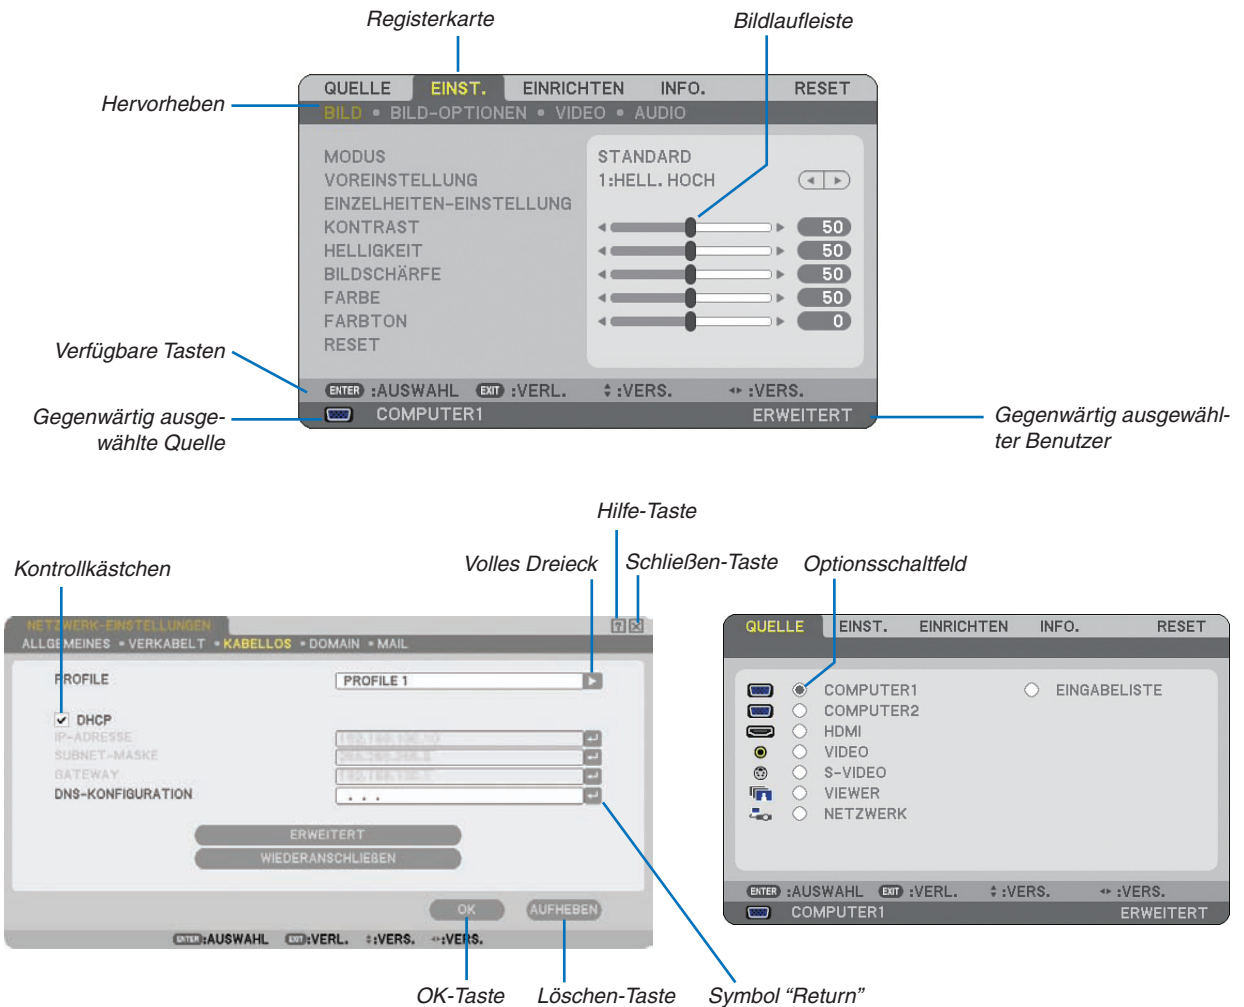 Registerkarte
Bildlaufleiste
Hervorheben
QUELLE EINST. EINRICHTEN INFO. RESET
BILD • BILD-OPTIONEN • VIDEO • AUDIO
MODUS STANDARD
VOREINSTELLUNG 1:HELL. HOCH
EINZELHEITEN-EINSTELLUNG
KONTRAST 50
HELLIGKEIT 50
BILDSCHÄRFE 50
FARBE 50
FARBTON 0
RESET
Verfügbare Tasten
ENTER :AUSWAHL EXIT :VERL. :VERS. :VERS.
COMPUTER1 ERWEITERT
Gegenwärtig ausge-
wählte Quelle
Gegenwärtig ausgewähl-
ter Benutzer
Hilfe-Taste
Kontrollkästchen
Volles Dreieck
Schließen-Taste
Optionsschaltfeld
NETZWERK-EINSTELLUNGEN ?
ALLGEMEINES • VERKABELT • KABELLOS • DOMAIN • MAIL
PROFILE PROFILE 1
DHCP
IP-ADRESSE
SUBNET-MASKE
GATEWAY
DNS-KONFIGURATION . . .
ERWEITERT
WIEDERANSCHLIEßEN
OK AUFHEBEN
ENTER:AUSWAHL EXIT:VERL. :VERS. :VERS.
OK-Taste
Löschen-Taste
Symbol “Return”
QUELLE EINST. EINRICHTEN INFO. RESET
COMPUTER1 EINGABELISTE
COMPUTER2
HDMI
VIDEO
S-VIDEO
VIEWER
NETZWERK
ENTER :AUSWAHL EXIT :VERL. :VERS. :VERS.
COMPUTER1 ERWEITERT